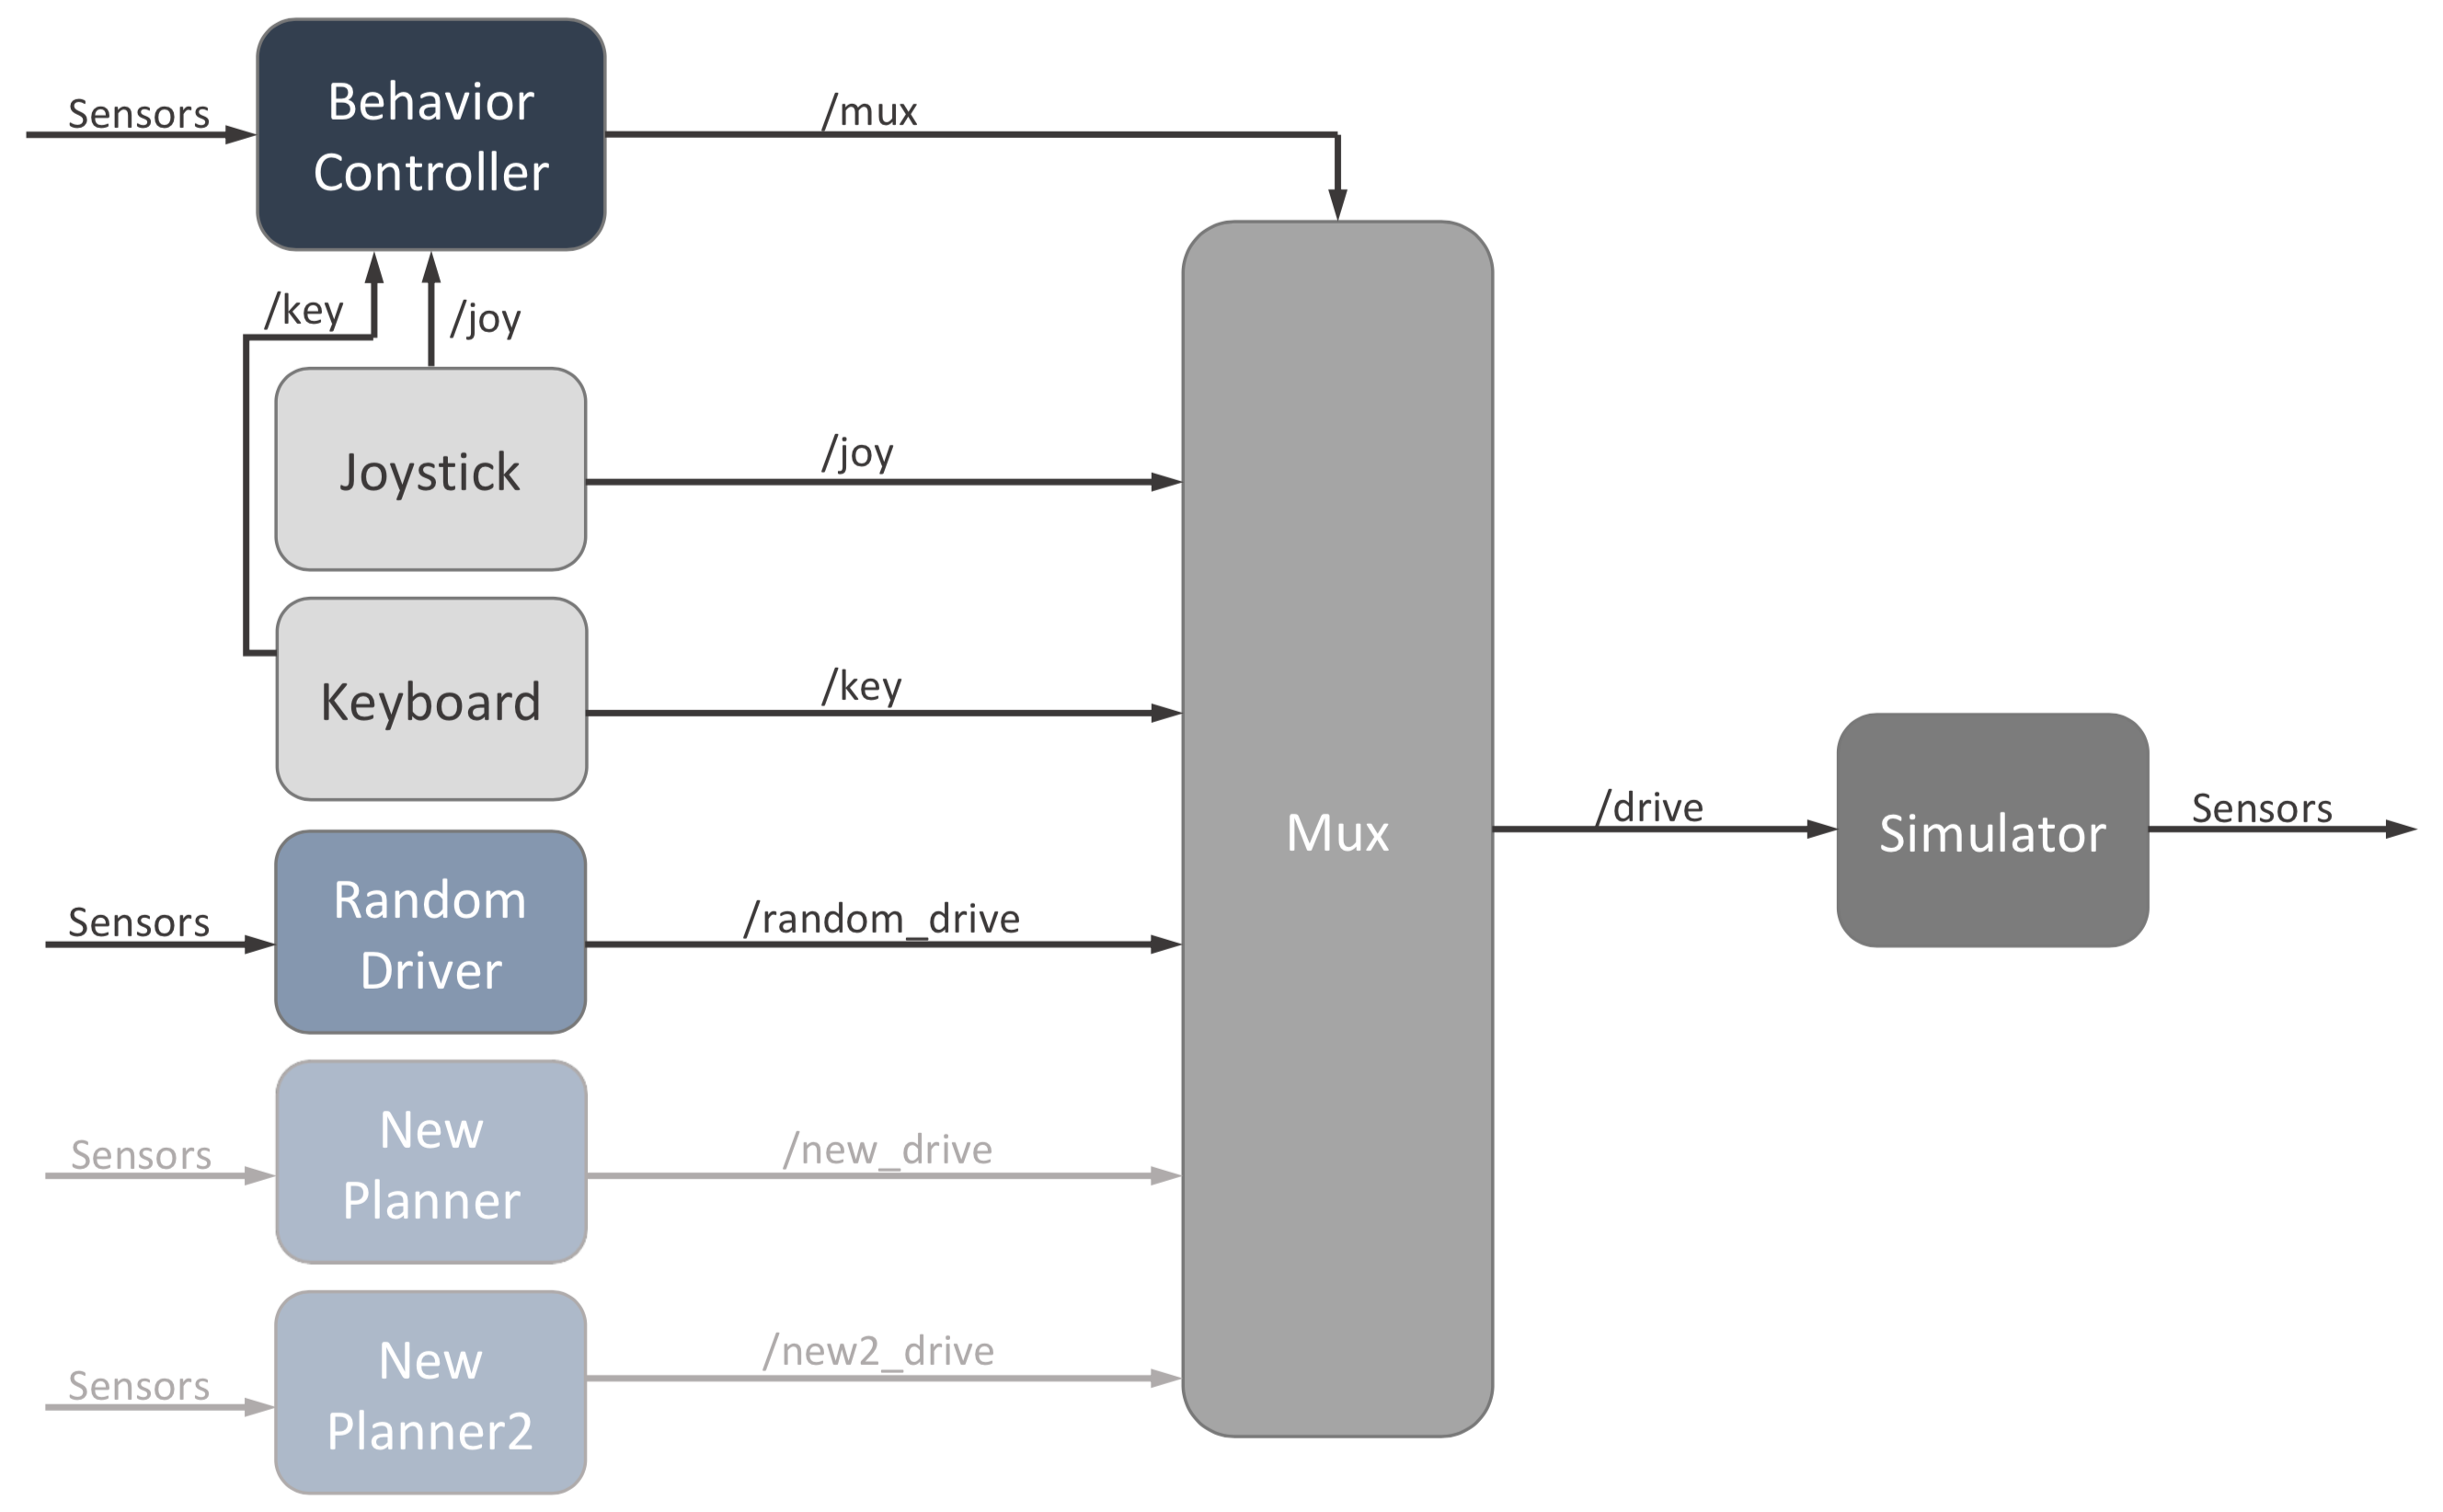 Sensors
Behavior
Controller
/mux
/key
/joy
Joystick
/joy
Keyboard
/key
Sensors
Random
Driver
/random_drive
Mux
/drive
Simulator
Sensors
Sensors
New
Planner
/new_drive
Sensors
New
Planner2
/new2_drive